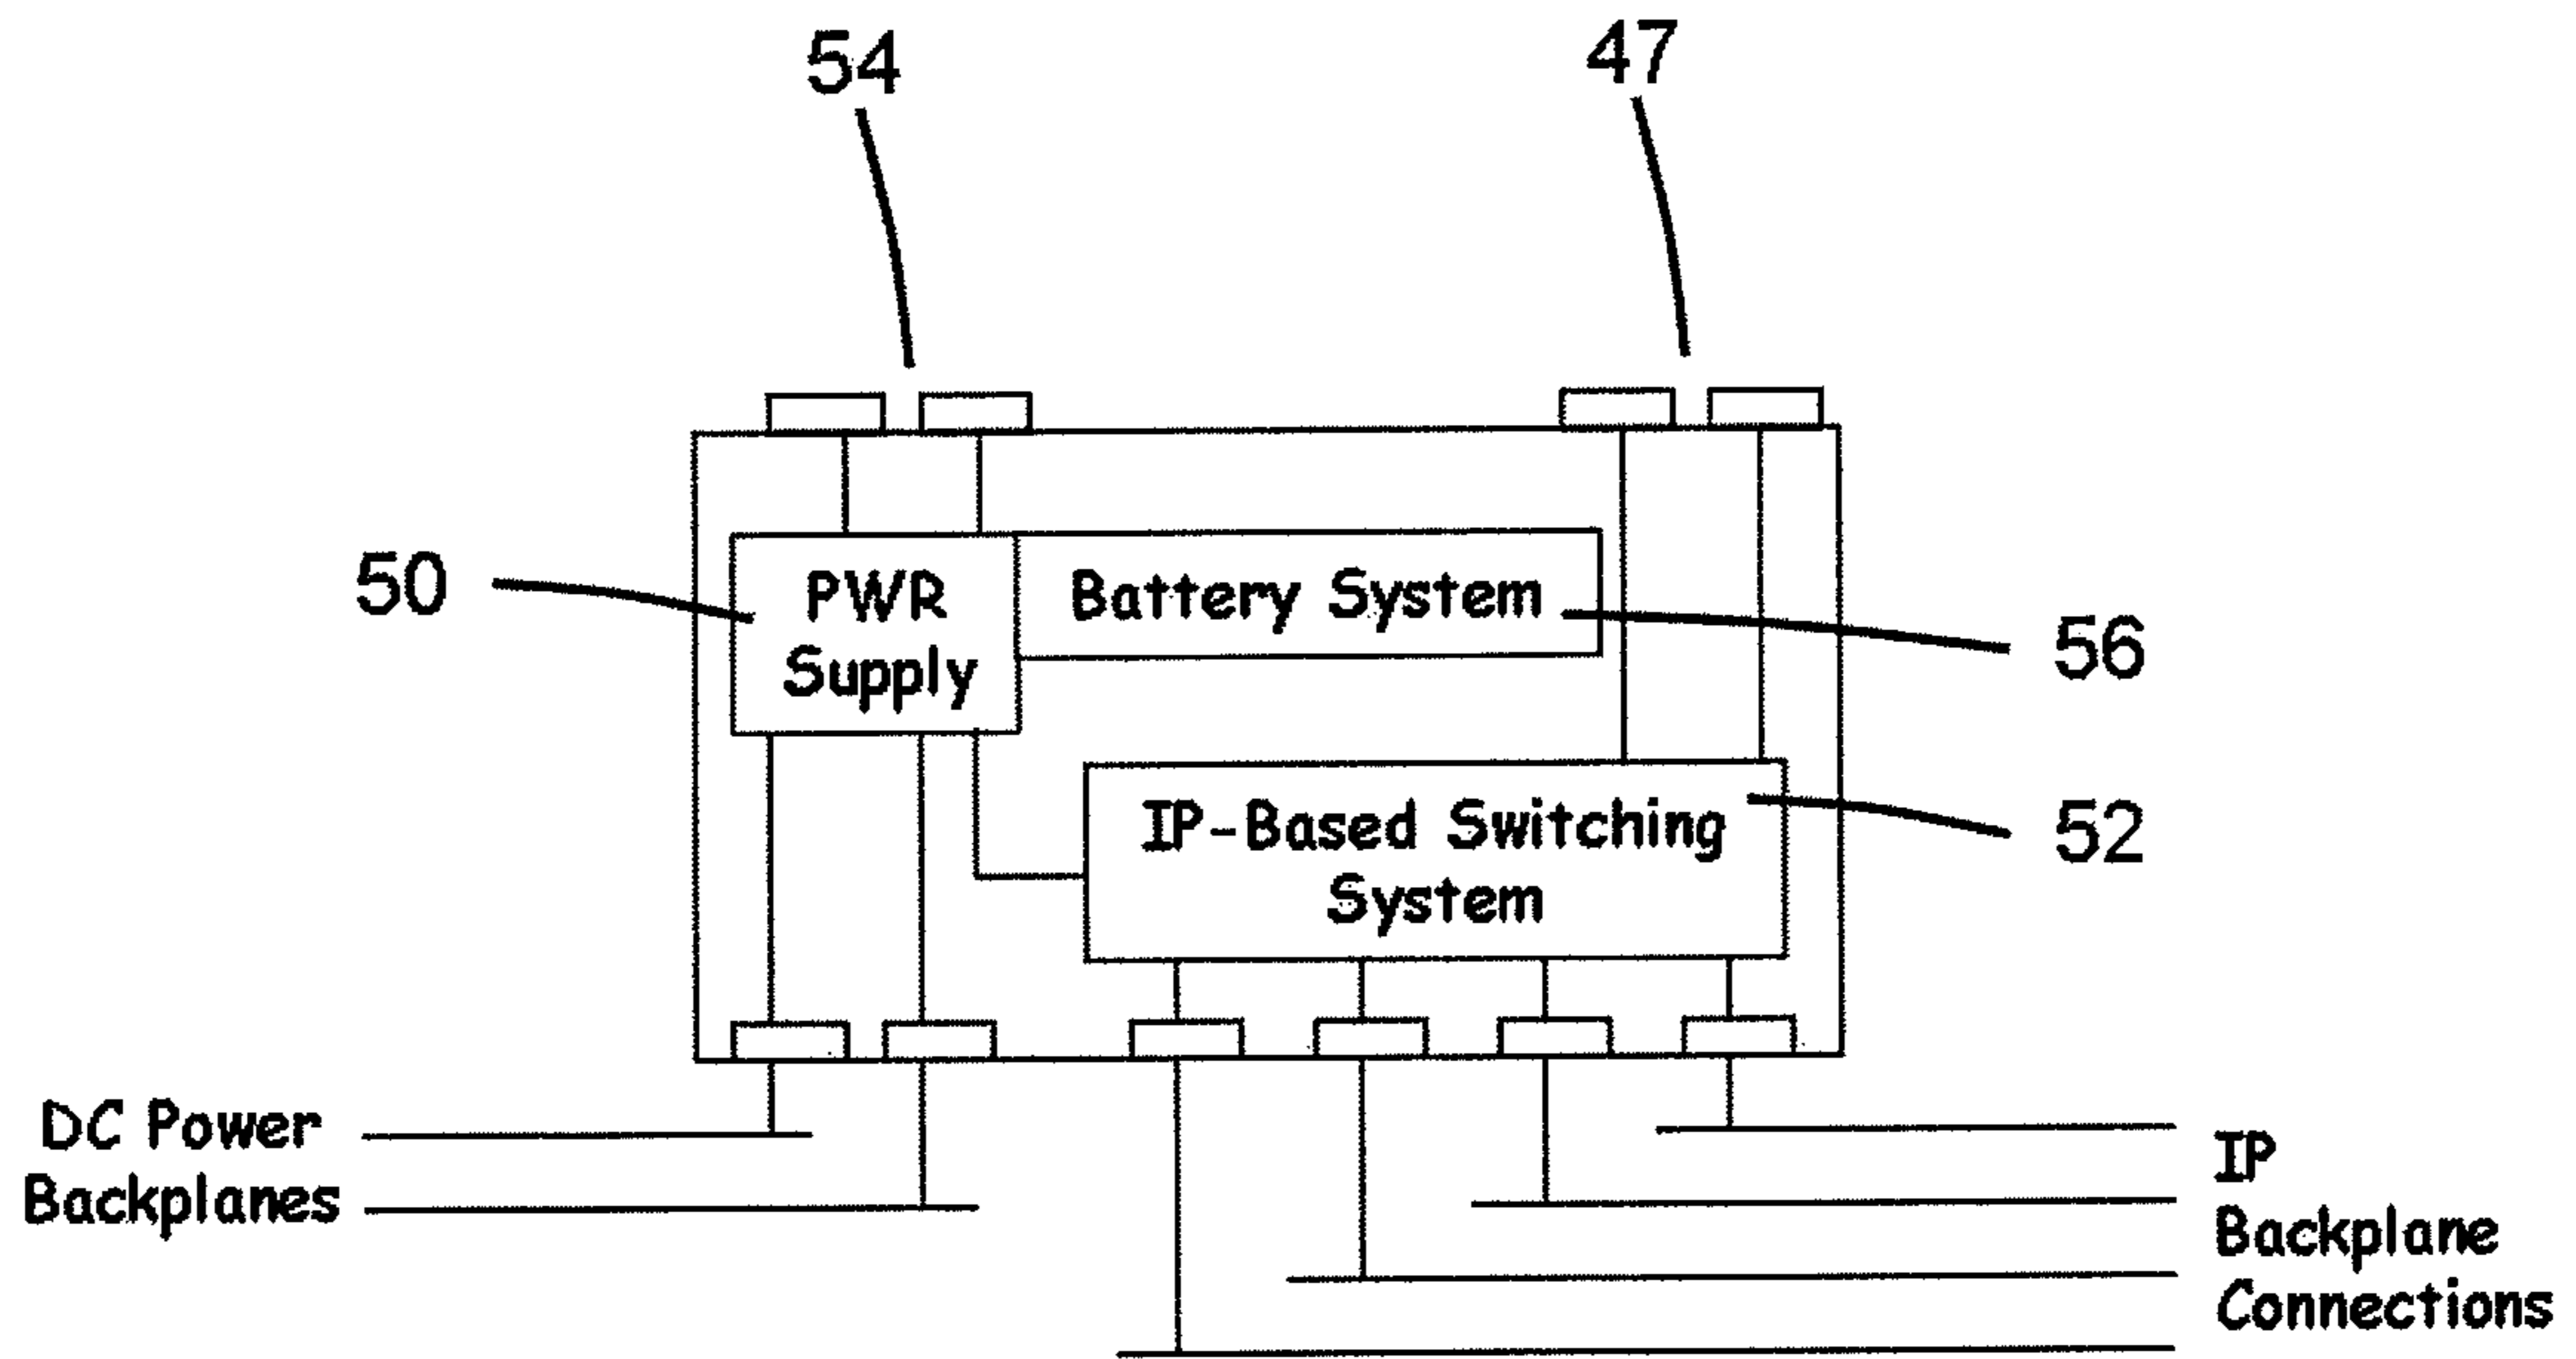 54
47
50
PWR
Supply
Battery System
56
IP-Based Switching
System
52
DC Power
Backplanes
IP
Backplane
Connections